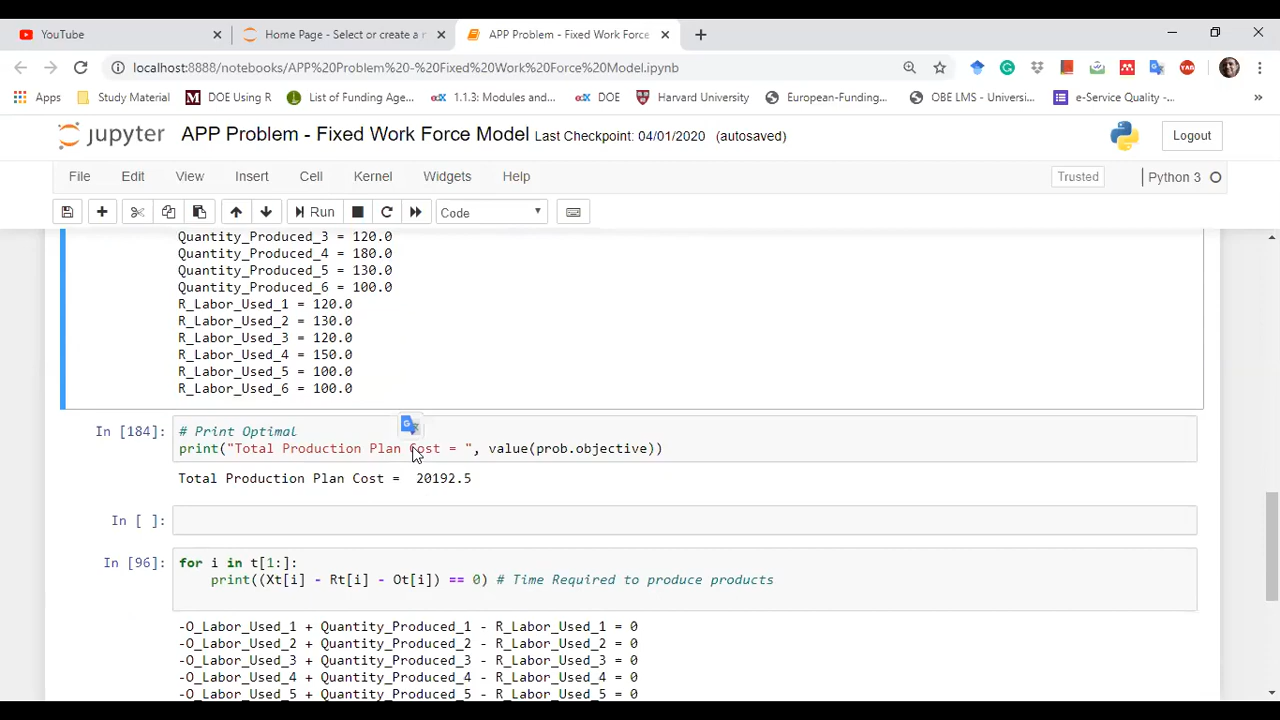 YouTube
Home Page - Select or create a n
APP Problem - Fixed Work Force
localhost:8888/notebooks/APP%20Problem%20-%20Fixed%20Work%20Force%20Model.ipynb
Apps
Study Material
DOE Using R
List of Funding Age...
1.1.3: Modules and...
DOE
Harvard University
European-Funding...
OBE LMS - Universi...
e-Service Quality -...
»
jupyter
APP Problem - Fixed Work Force Model
Last Checkpoint: 04/01/2020 (autosaved)
Logout
File
Edit
View
Insert
Cell
Kernel
Widgets
Help
Trusted
Python 3
Run
Code
Quantity_Produced_3 = 120.0
Quantity_Produced_4 = 180.0
Quantity_Produced_5 = 130.0
Quantity_Produced_6 = 100.0
R_Labor_Used_1 = 120.0
R_Labor_Used_2 = 130.0
R_Labor_Used_3 = 120.0
R_Labor_Used_4 = 150.0
R_Labor_Used_5 = 100.0
R_Labor_Used_6 = 100.0
In [184]:
# Print Optimal
print("Total Production Plan Cost = ", value(prob.objective))
Total Production Plan Cost =  20192.5
In [ ]:
In [96]:
for i in t[1:]:
print((Xt[i] - Rt[i] - Ot[i]) == 0) # Time Required to produce products
-O_Labor_Used_1 + Quantity_Produced_1 - R_Labor_Used_1 = 0
-O_Labor_Used_2 + Quantity_Produced_2 - R_Labor_Used_2 = 0
-O_Labor_Used_3 + Quantity_Produced_3 - R_Labor_Used_3 = 0
-O_Labor_Used_4 + Quantity_Produced_4 - R_Labor_Used_4 = 0
-O_Labor_Used_5 + Quantity_Produced_5 - R_Labor_Used_5 = 0